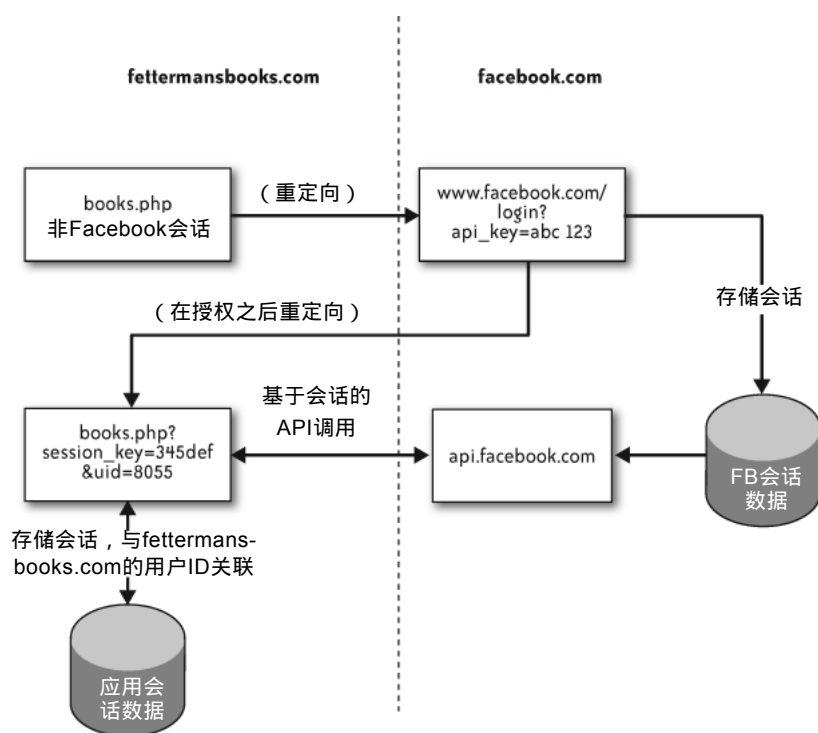 fettermansbooks.com
facebook.com
books.php
非Facebook会话
（重定向）
www.facebook.com/
login?
api_key=abc 123
（在授权之后重定向）
存储会话
基于会话的
API调用
books.php?
session_key=345def
&uid=8055
api.facebook.com
FB会话
数据
存储会话，与fettermans-
books.com的用户ID关联
应用会
话数据